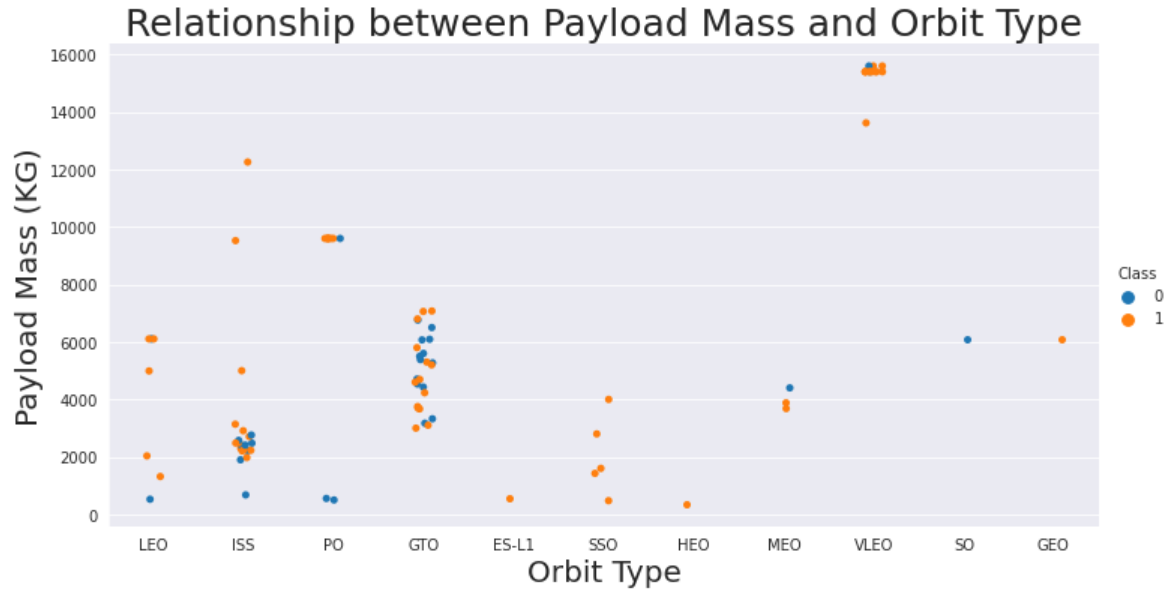 Relationship between Payload Mass and Orbit Type
Payload Mass (KG)
16000
14000
12000
10000
8000
6000
4000
2000
0
LEO ISS PO GTO ES-L1 SSO HEO MEO VLEO SO GEO
Orbit Type
Class
0
1